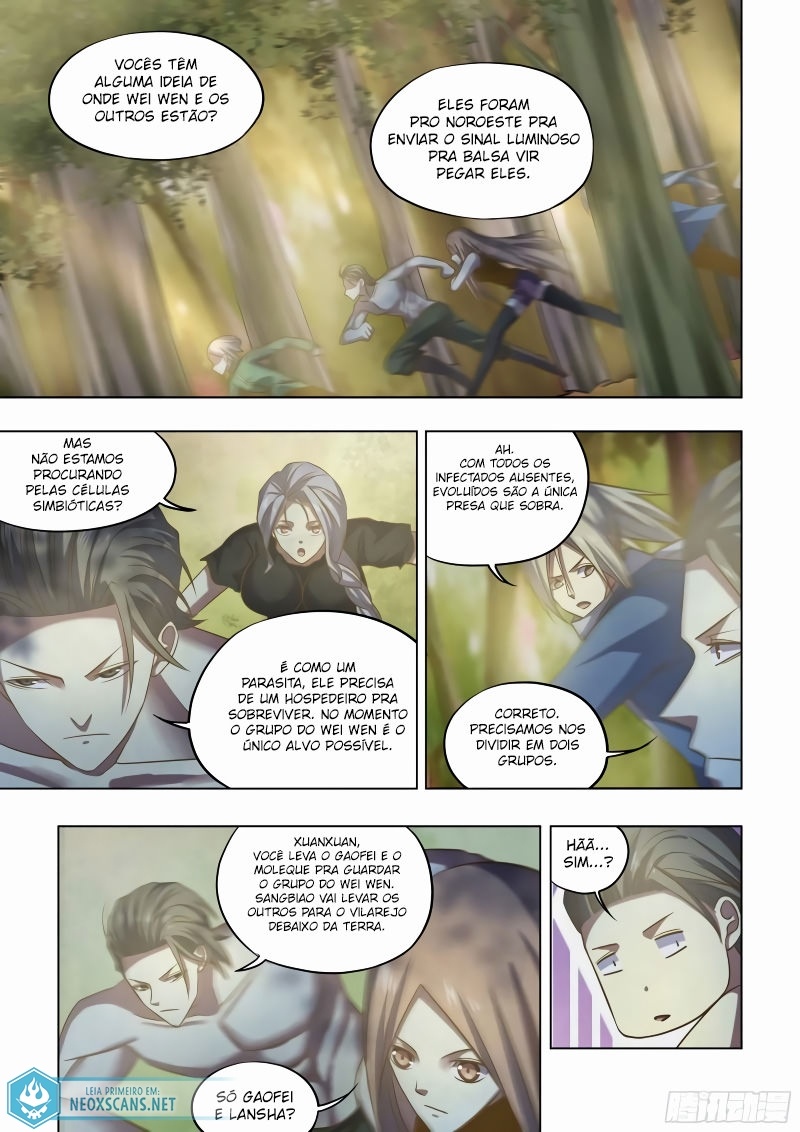 VOCÊS TÊM
ALGUMA IDEIA DE
ONDE WEI WEN E OS
OUTROS ESTÃO?
ELES FORAM
PRO NOROESTE PRA
ENVIAR O SINAL LUMINOSO
PRA BALSA VIR
PEGAR ELES.
MAS
NÃO ESTAMOS
PROCURANDO
PELAS CÉLULAS
SIMBIÓTICAS?
É COMO UM
PARASITA, ELE PRECISA
DE UM HOSPEDEIRO PRA
SOBREVIVER. NO MOMENTO
O GRUPO DO WEI WEN É O
ÚNICO ALVO POSSÍVEL.
AH.
COM TODOS OS
INFECTADOS AUSENTES,
EVOLUÍDOS SÃO A ÚNICA
PRESA QUE SOBRA.
CORRETO.
PRECISAMOS NOS
DIVIDIR EM DOIS
GRUPOS.
XUANXUAN,
VOCÊ LEVA O GAOFEI E O
MOLEQUE PRA GUARDAR
O GRUPO DO WEI WEN.
SANGBIAO VAI LEVAR OS
OUTROS PARA O VILAREJO
DEBAIXO DA TERRA.
HÃÃ...
SIM...?
SÓ GAOFEI
E LANSHA?
LEIA PRIMEIRO EM:
NEOXSCANS.NET
腾讯动漫